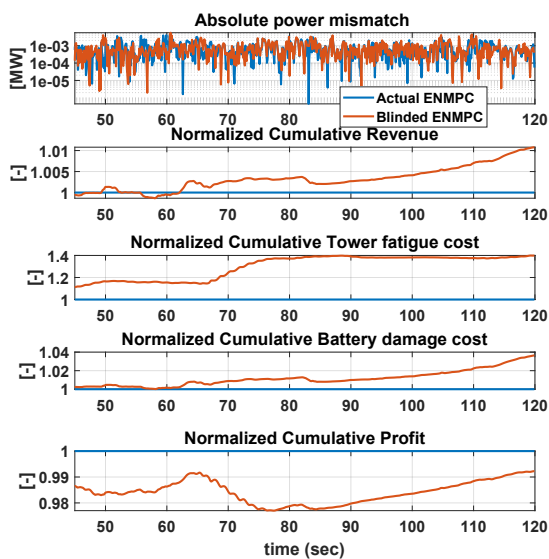 Absolute power mismatch
[MW]
1e-03
1e-04
1e-05
50 60 70 80 90 100 110 120
Actual ENMPC
Blinded ENMPC
Normalized Cumulative Revenue
[-]
1.01
1.005
1
50 60 70 80 90 100 110 120
Normalized Cumulative Tower fatigue cost
[-]
1.4
1.2
1
50 60 70 80 90 100 110 120
Normalized Cumulative Battery damage cost
[-]
1.04
1.02
1
50 60 70 80 90 100 110 120
Normalized Cumulative Profit
[-]
1
0.99
0.98
50 60 70 80 90 100 110 120
time (sec)